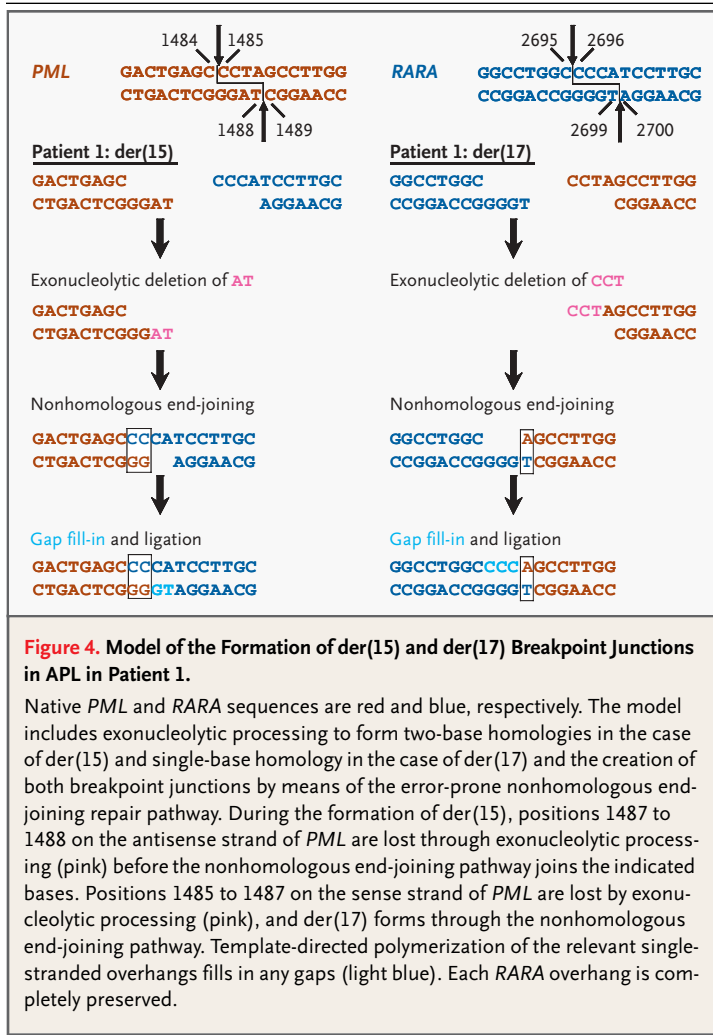 1484 1485 2695 2696
PML GACTGAGCCCTAGCCTTGG RARA GGCCTGGCCCCATCCTTGC
CTGACTCGGGATCGGAACC CCGGACCGGGGTAGGAACG
1488 1489 2699 2700
Patient 1: der(15) Patient 1: der(17)
GACTGAGC CCCATCCTTGC GGCCTGGC CCTAGCCTTGG
CTGACTCGGGAT AGGAACG CCGGACCGGGGT CGGAACC
Exonucleolytic deletion of AT Exonucleolytic deletion of CCT
GACTGAGC CCTAGCCTTGG
CTGACTCGGGAT CGGAACC
Nonhomologous end-joining Nonhomologous end-joining
GACTGAGCCCCATCCTTGC GGCCTGGC AGCCTTGG
CTGACTCGGG AGGAACG CCGGACCGGGGTCGGAACC
Gap fill-in and ligation Gap fill-in and ligation
GACTGAGCCCCATCCTTGC GGCCTGGCCCCAGCCTTGG
CTGACTCGGGGTAGGAACG CCGGACCGGGGTCGGAACC
Figure 4. Model of the Formation of der(15) and der(17) Breakpoint Junctions
in APL in Patient 1.
Native PML and RARA sequences are red and blue, respectively. The model
includes exonucleolytic processing to form two-base homologies in the case
of der(15) and single-base homology in the case of der(17) and the creation of
both breakpoint junctions by means of the error-prone nonhomologous end-
joining repair pathway. During the formation of der(15), positions 1487 to
1488 on the antisense strand of PML are lost through exonucleolytic process-
ing (pink) before the nonhomologous end-joining pathway joins the indicated
bases. Positions 1485 to 1487 on the sense strand of PML are lost by exonu-
cleolytic processing (pink), and der(17) forms through the nonhomologous
end-joining pathway. Template-directed polymerization of the relevant single-
stranded overhangs fills in any gaps (light blue). Each RARA overhang is com-
pletely preserved.